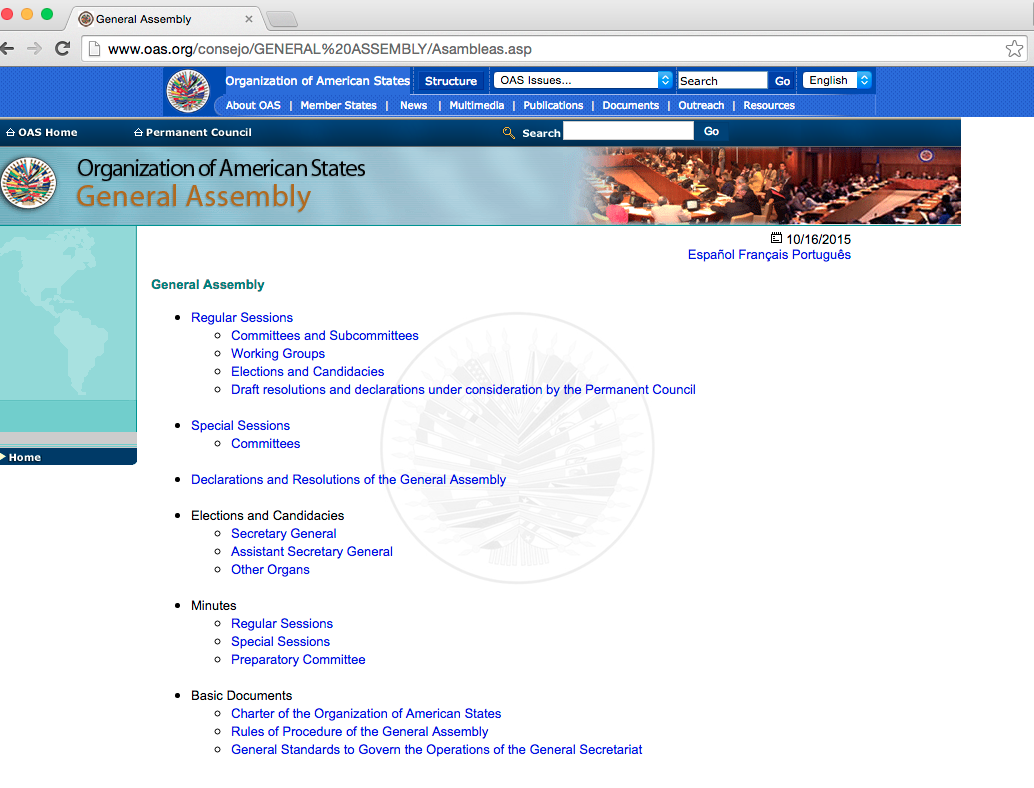 General Assembly
www.oas.org/consejo/GENERAL%20ASSEMBLY/Asambleas.asp
Organization of American States Structure OAS Issues... Search Go English
About OAS | Member States | News | Multimedia | Publications | Documents | Outreach | Resources
OAS Home Permanent Council Search Go
Organization of American States
General Assembly
10/16/2015
Español Français Português
General Assembly
Regular Sessions
Committees and Subcommittees
Working Groups
Elections and Candidacies
Draft resolutions and declarations under consideration by the Permanent Council
Special Sessions
Committees
Home
Declarations and Resolutions of the General Assembly
Elections and Candidacies
Secretary General
Assistant Secretary General
Other Organs
Minutes
Regular Sessions
Special Sessions
Preparatory Committee
Basic Documents
Charter of the Organization of American States
Rules of Procedure of the General Assembly
General Standards to Govern the Operations of the General Secretariat